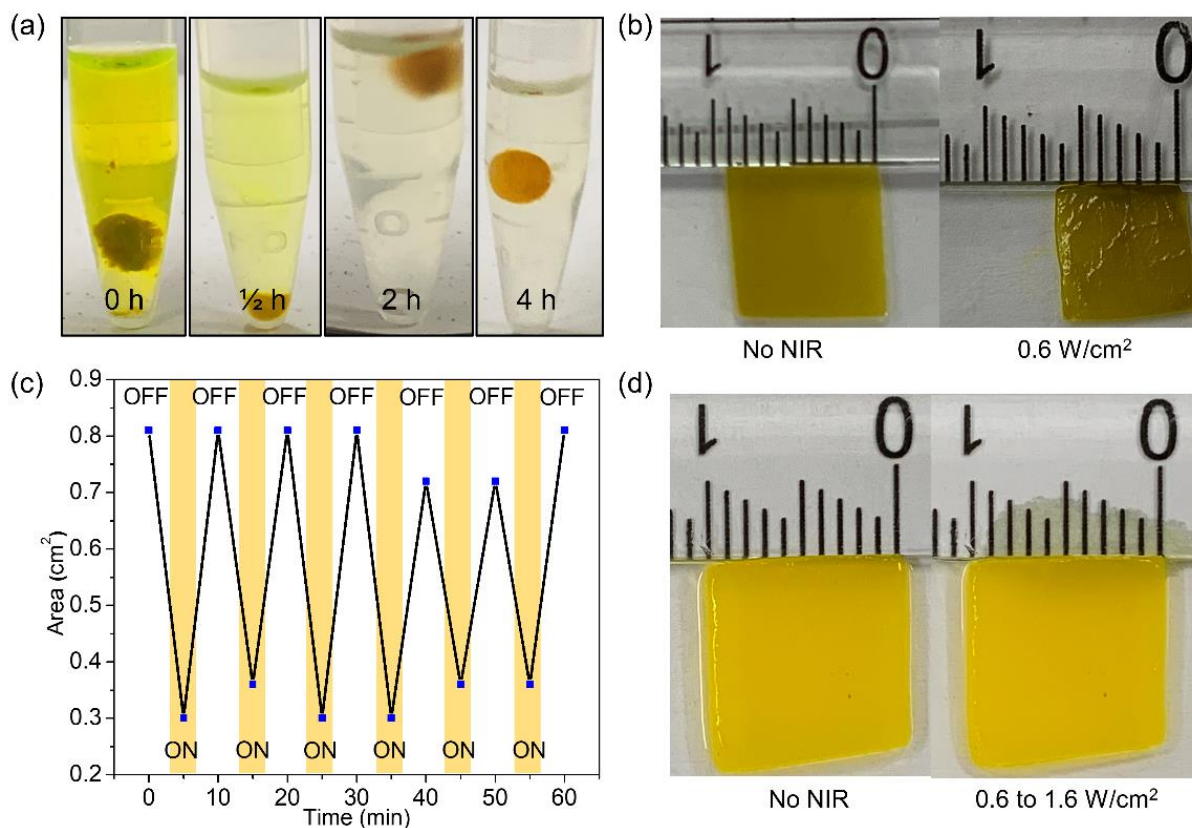 (a)
0 h
½ h
2 h
4 h
(b)
1 0
1 0
No NIR
0.6 W/cm²
(c)
0.9
0.8
0.7
0.6
0.5
0.4
0.3
0.2
Area (cm²)
OFF OFF OFF OFF OFF OFF OFF
ON ON ON ON ON ON
0 10 20 30 40 50 60
Time (min)
(d)
1 0
1 0
No NIR
0.6 to 1.6 W/cm²